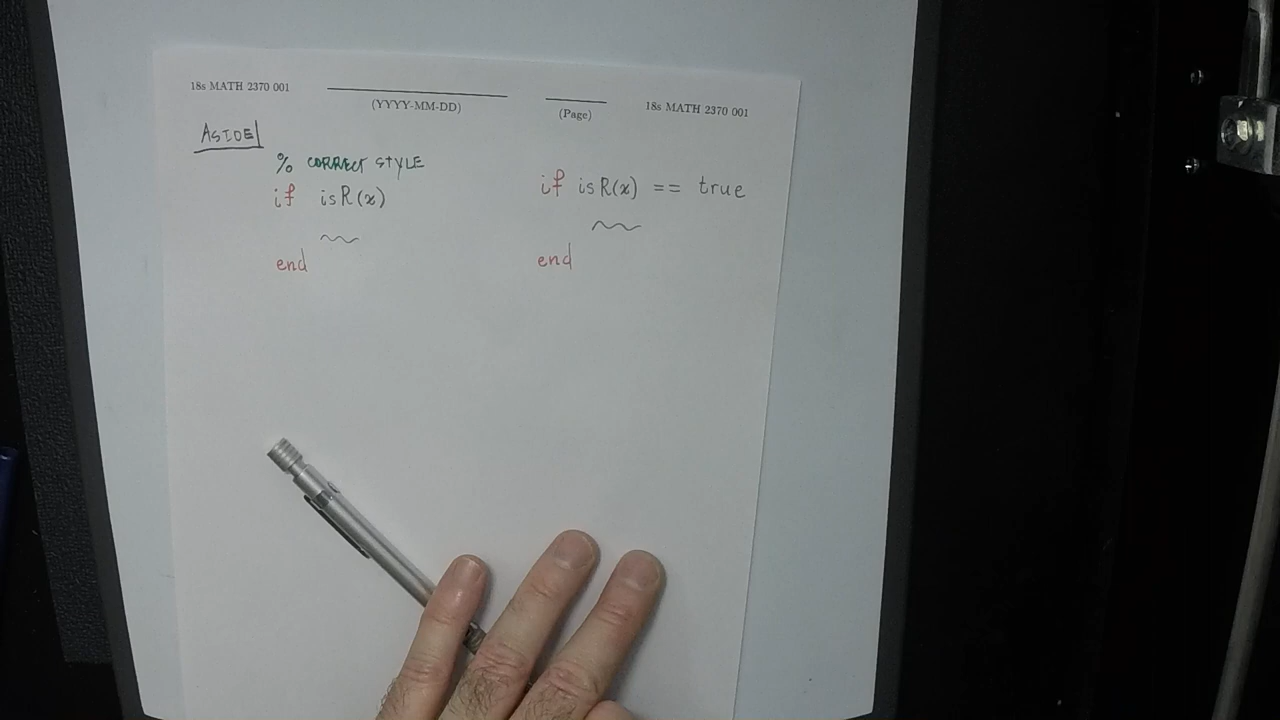 18s MATH 2370 001
(YYYY-MM-DD)
(Page)
18s MATH 2370 001
ASIDE
% CORRECT STYLE
if isR(x)
end
if isR(x) == true
end